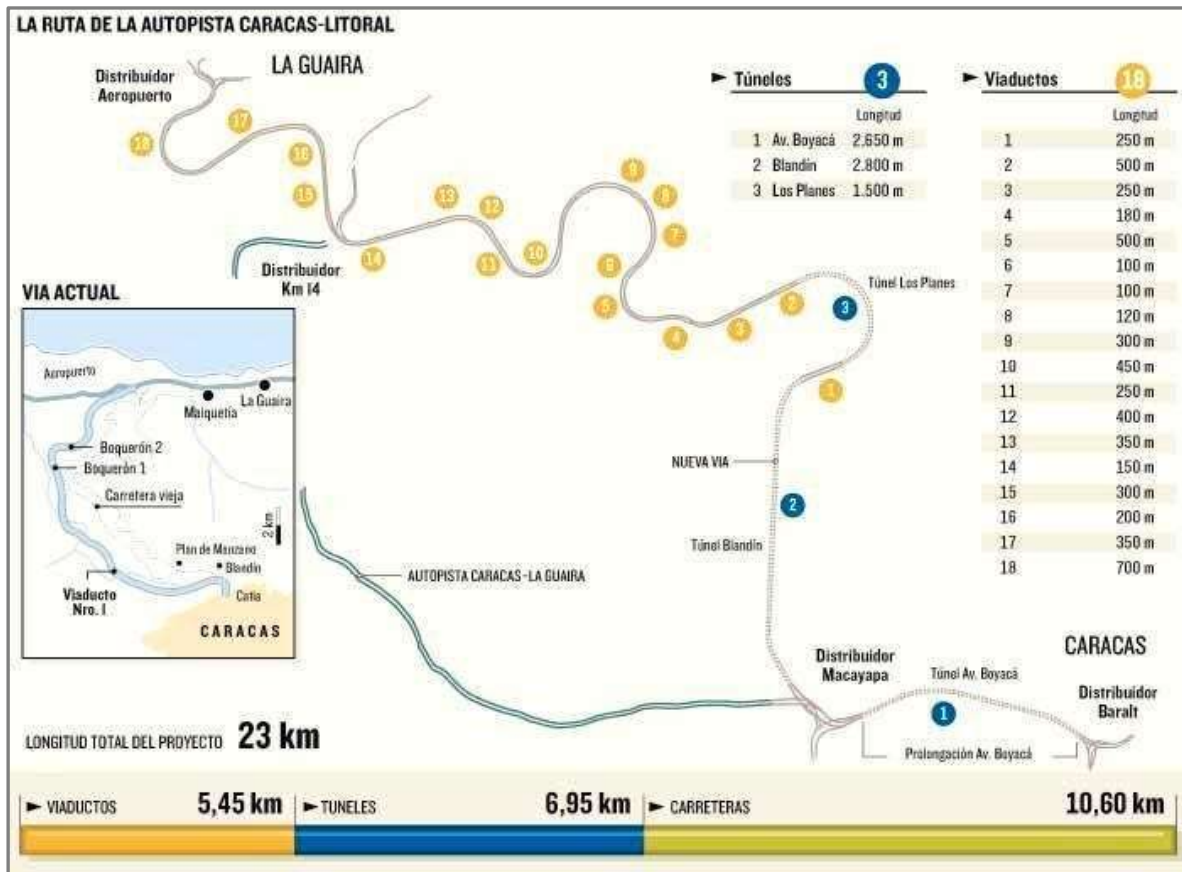 LA RUTA DE LA AUTOPISTA CARACAS-LITORAL
LA GUAIRA
Distribuidor
Aeropuerto
18
17
16
15
14
13
12
11
10
9
8
7
6
5
4
3
2
3
1
2
1
Distribuidor
Km 14
Túnel Los Planes
NUEVA VIA
Túnel Blandín
AUTOPISTA CARACAS-LA GUAIRA
Distribuidor
Macayapa
CARACAS
Túnel Av. Boyacá
Distribuidor
Baralt
Prolongación Av. Boyacá
► Túneles 3
Longitud
1 Av. Boyacá 2.650 m
2 Blandín 2.800 m
3 Los Planes 1.500 m
► Viaductos 18
Longitud
1 250 m
2 500 m
3 250 m
4 180 m
5 500 m
6 100 m
7 100 m
8 120 m
9 300 m
10 450 m
11 250 m
12 400 m
13 350 m
14 150 m
15 300 m
16 200 m
17 350 m
18 700 m
VIA ACTUAL
Aeropuerto
Maiquetía
La Guaira
Boquerón 2
Boquerón 1
Carretera vieja
2 km
Plan de Manzano
Blandín
Viaducto
Nro. 1
Catia
CARACAS
LONGITUD TOTAL DEL PROYECTO 23 km
► VIADUCTOS 5,45 km
► TUNELES 6,95 km
► CARRETERAS 10,60 km